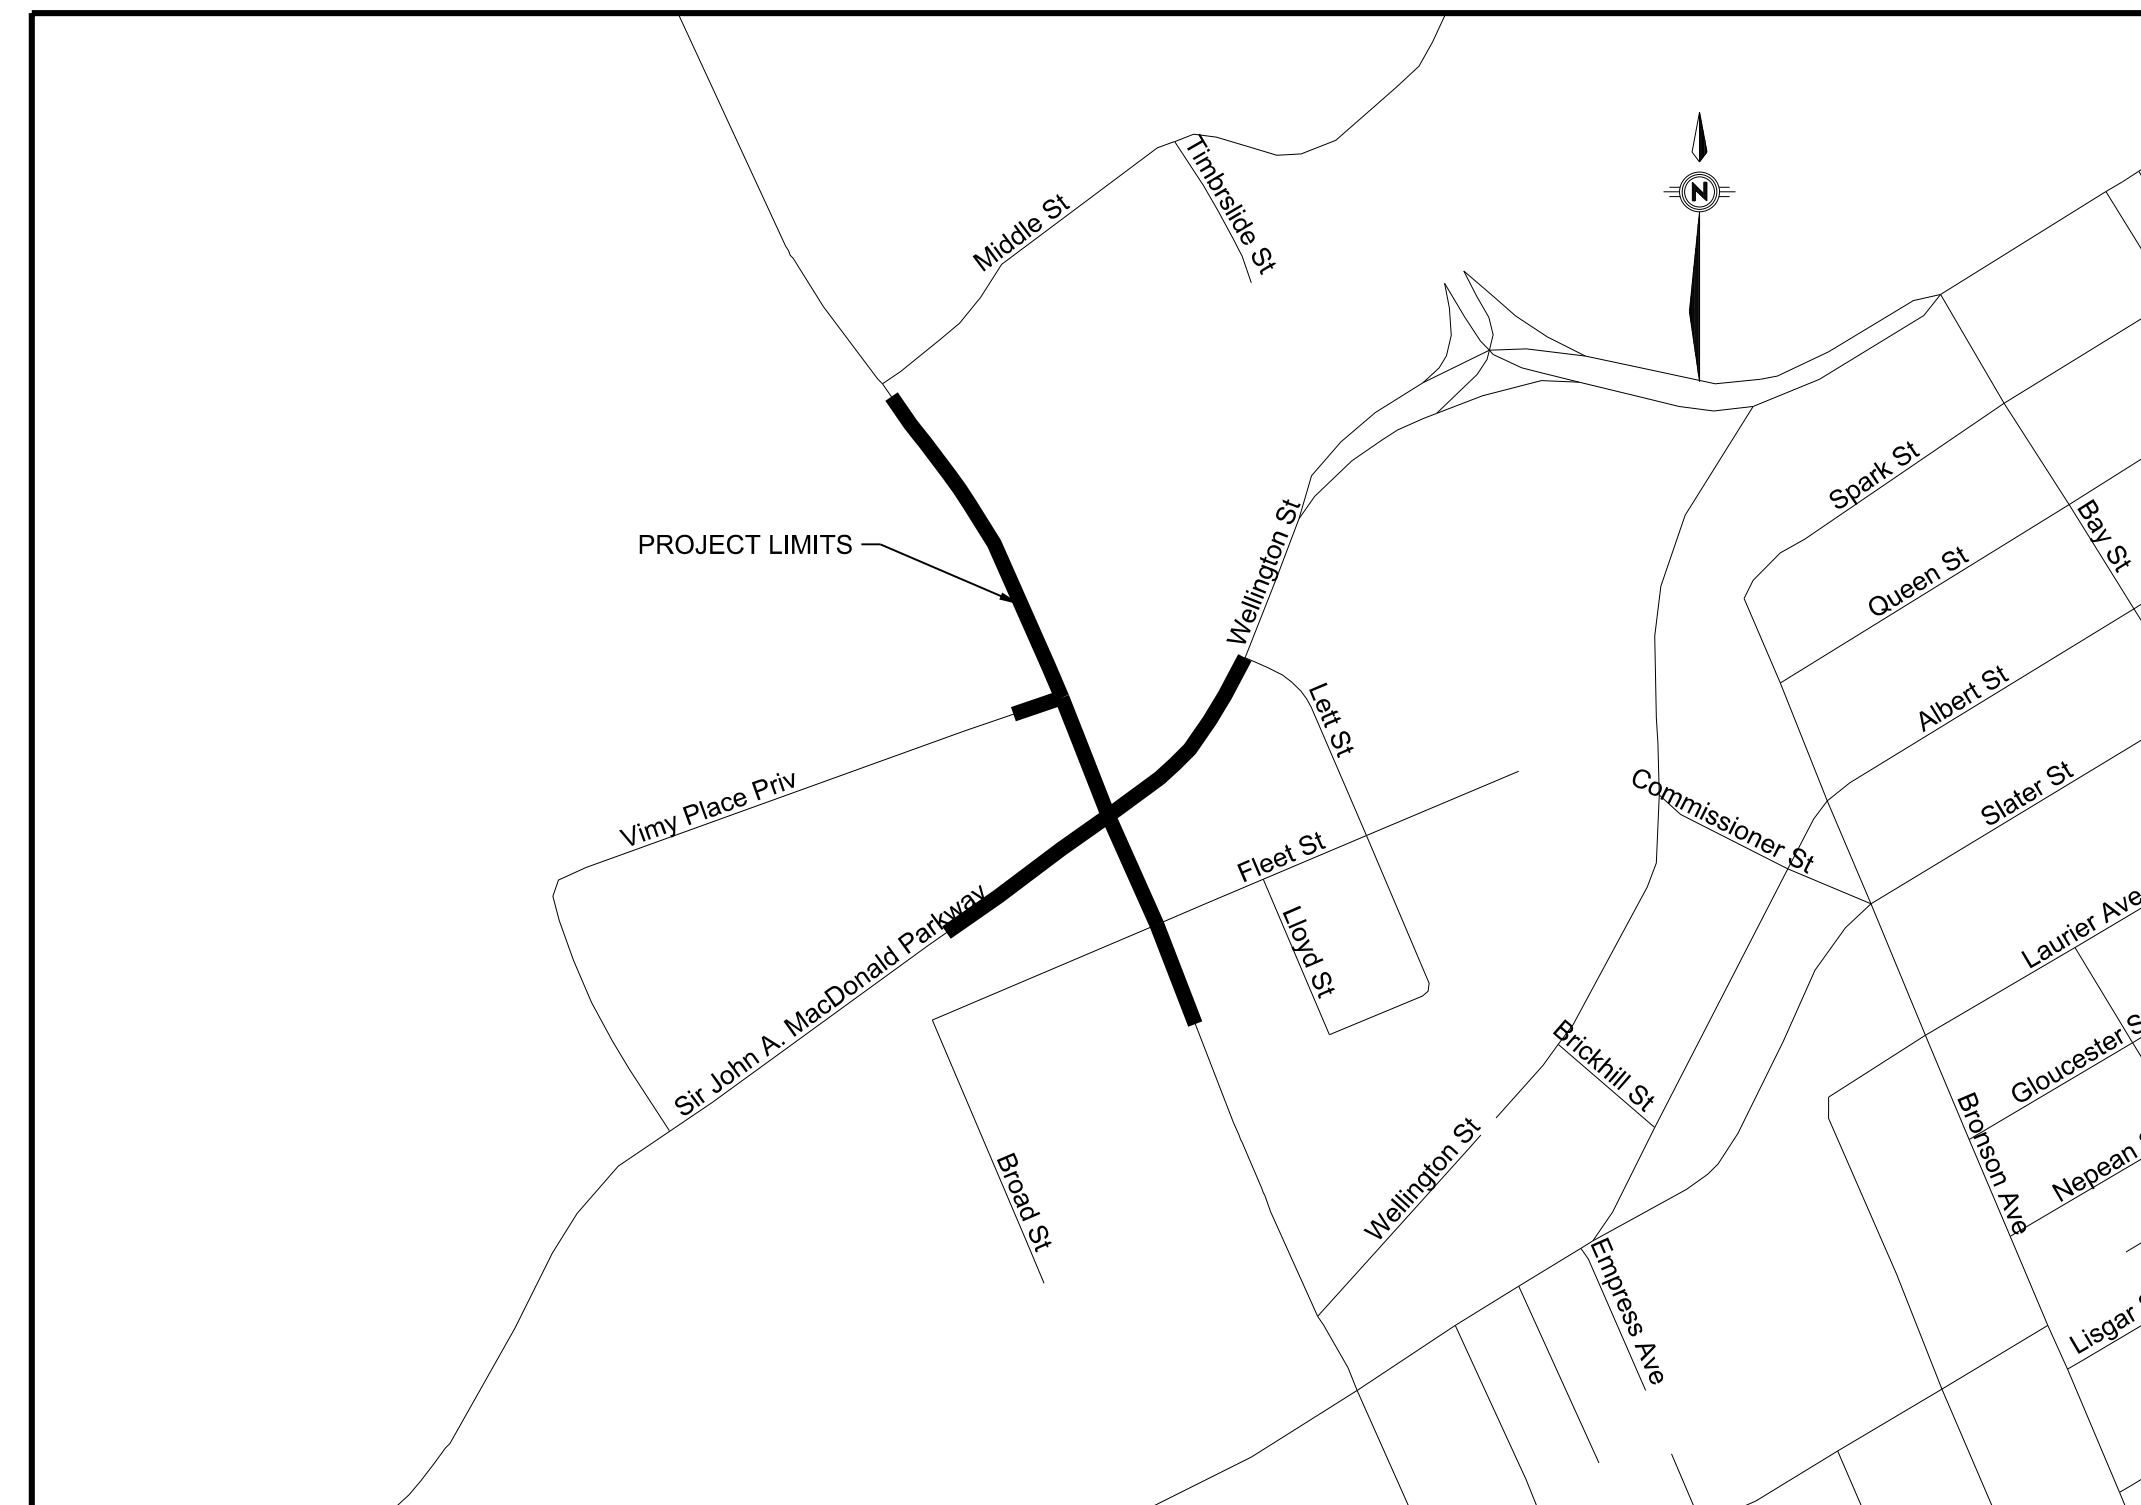 Timbrslide St
Middle St
N
Spark St
Bay St
PROJECT LIMITS
Wellington St
Queen St
Lett St
Albert St
Vimy Place Priv
Commissioner St
Slater St
Fleet St
Sir John A. MacDonald Parkway
Lloyd St
Laurier Ave
Brickhill St
Gloucester S
Bronson Ave
Wellington St
Nepean
Broad St
Empress Ave
Lisgar